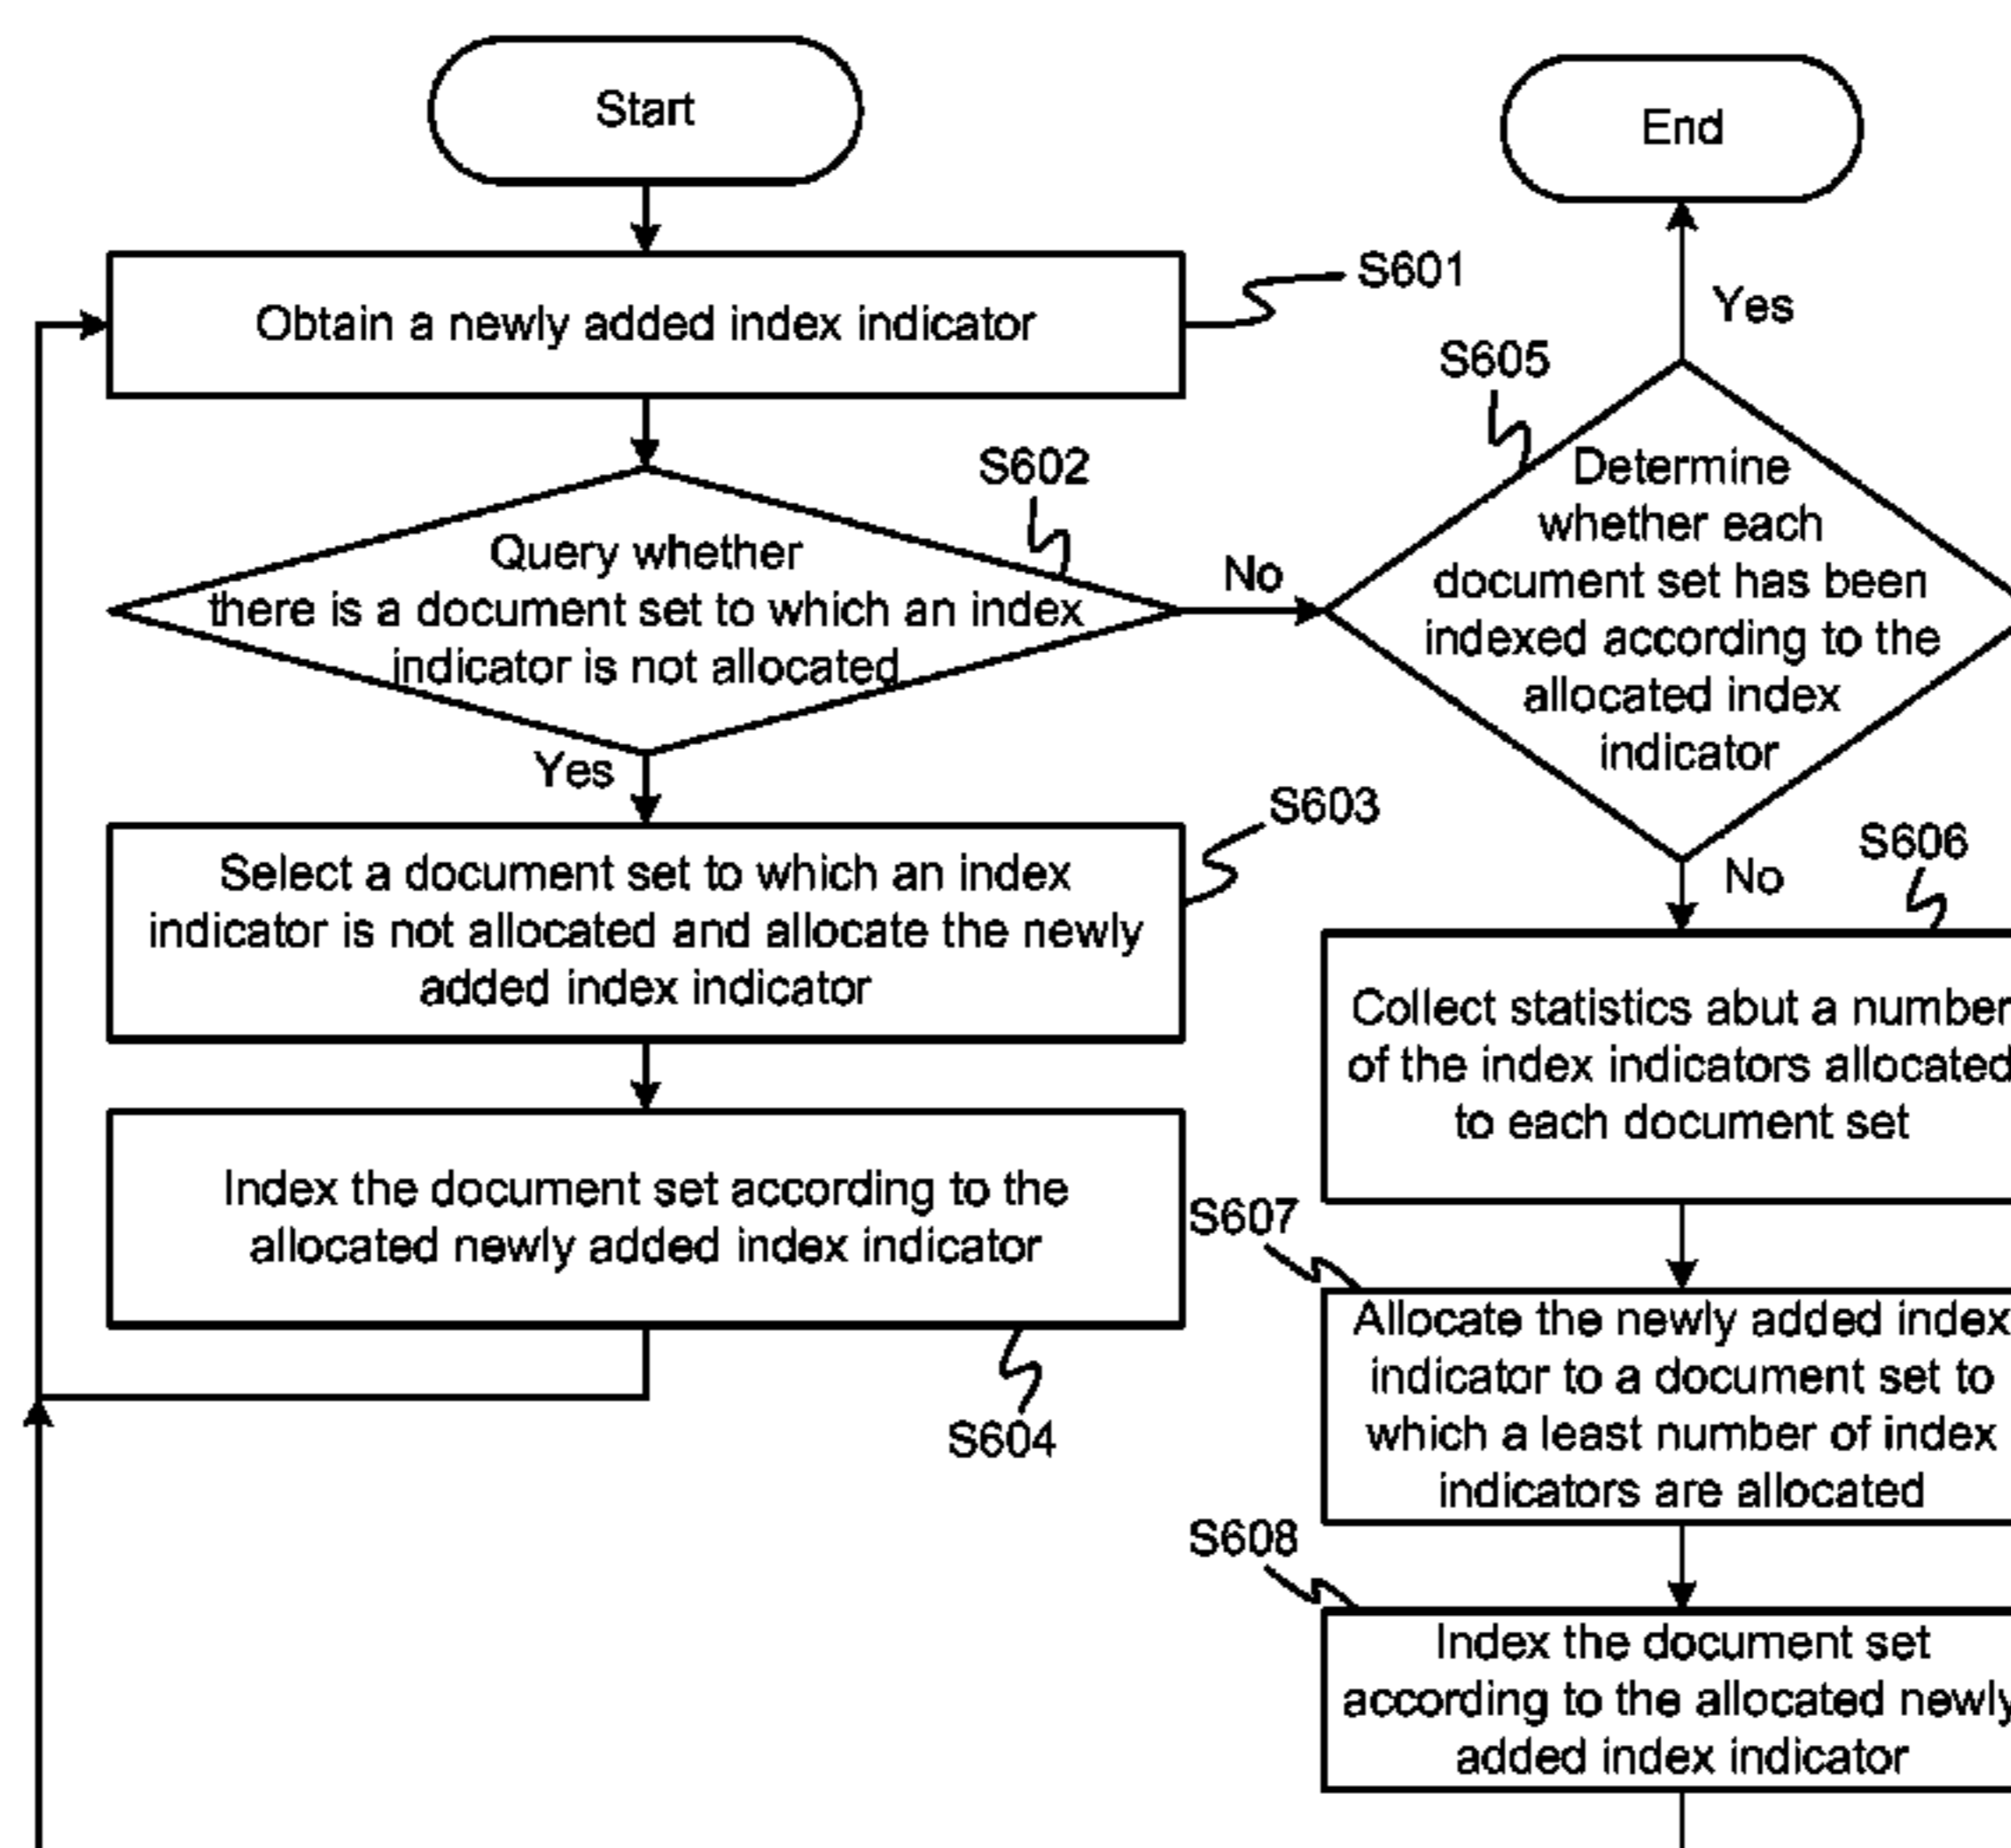 Start
Obtain a newly added index indicator
S601
Query whether
there is a document set to which an index
indicator is not allocated
S602
No
Yes
Select a document set to which an index
indicator is not allocated and allocate the newly
added index indicator
S603
Index the document set according to the
allocated newly added index indicator
S604
End
Yes
S605
Determine
whether each
document set has been
indexed according to the
allocated index
indicator
No
S606
Collect statistics abut a number
of the index indicators allocated
to each document set
S607
Allocate the newly added index
indicator to a document set to
which a least number of index
indicators are allocated
S608
Index the document set
according to the allocated newly
added index indicator